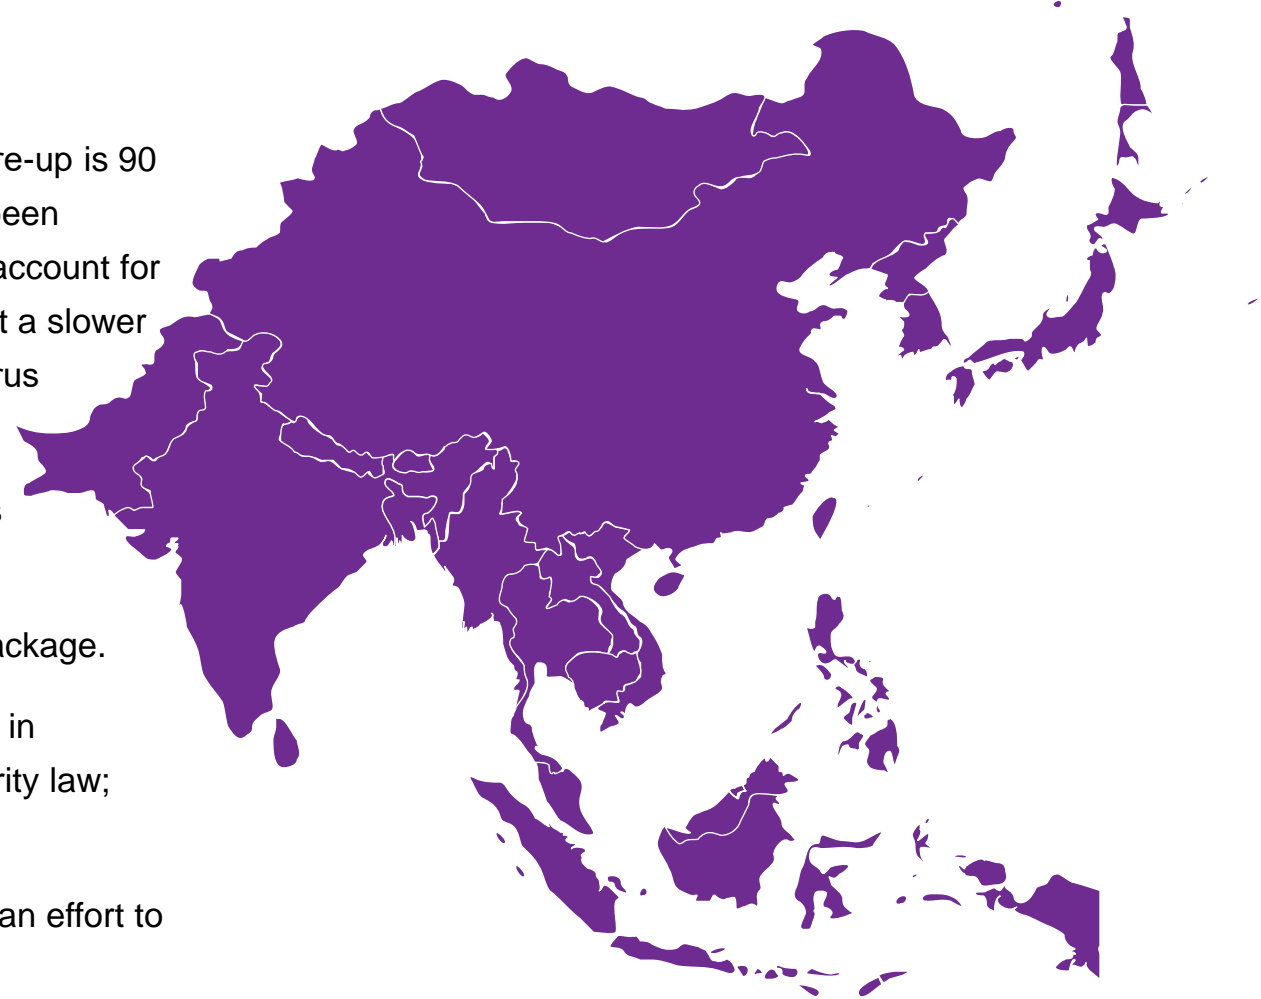 re-up is 90
een
account for
t a slower
rus
s
ackage.
in
rity law;
an effort to